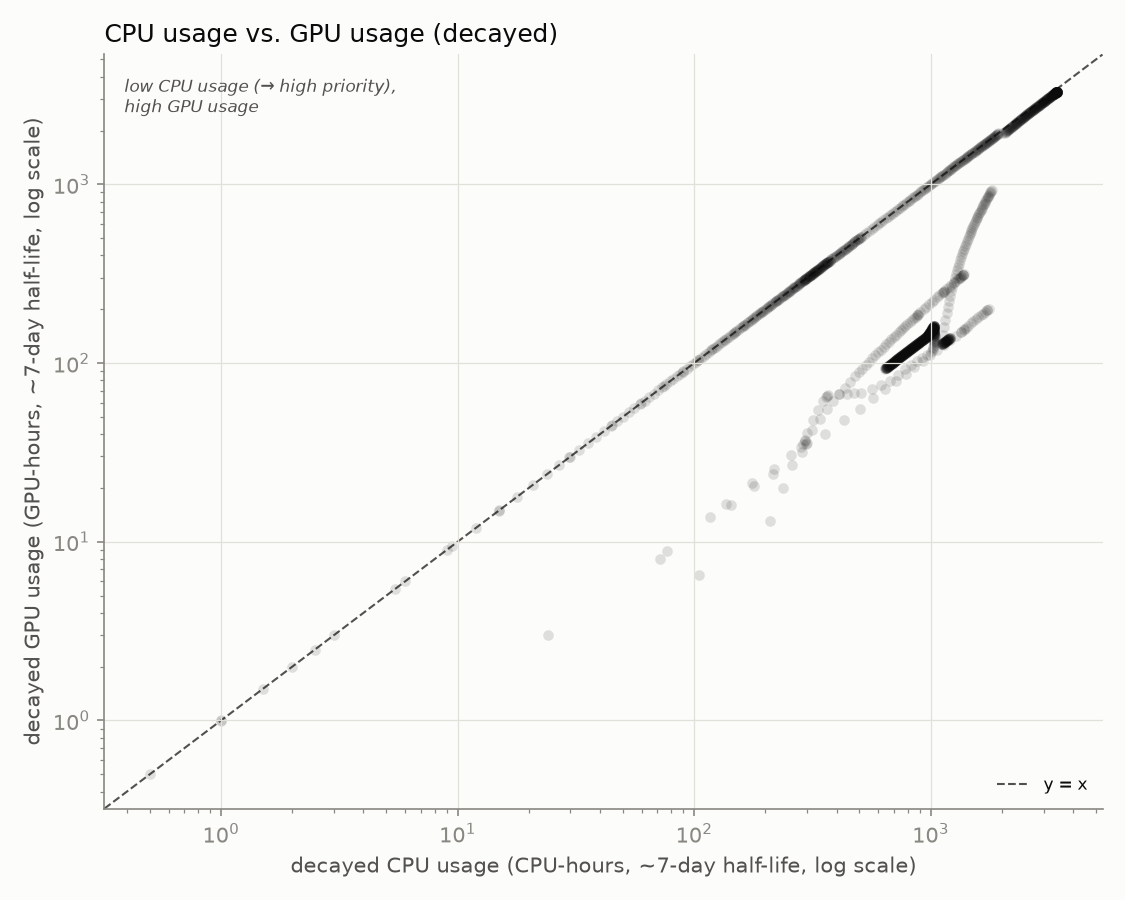 CPU usage vs. GPU usage (decayed)
low CPU usage (→ high priority),
high GPU usage
decayed GPU usage (GPU-hours, ~7-day half-life, log scale)
10³
10²
10¹
10⁰
y = x
10⁰ 10¹ 10² 10³
decayed CPU usage (CPU-hours, ~7-day half-life, log scale)